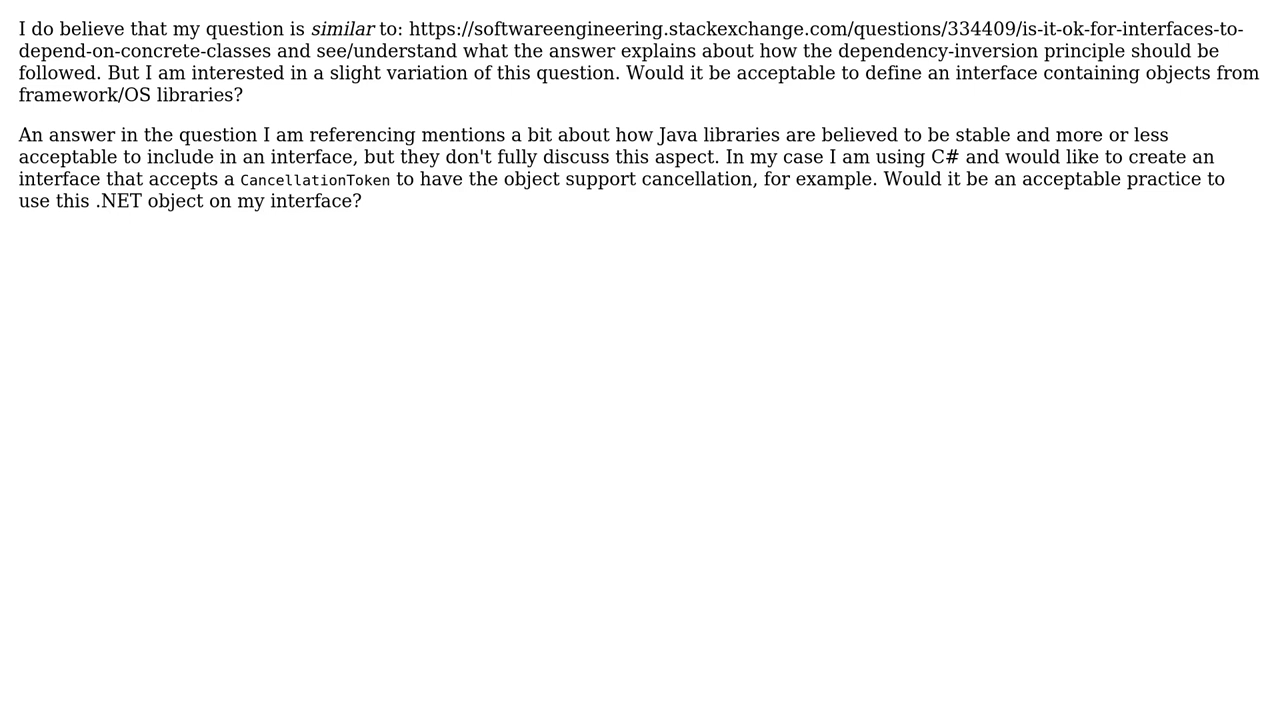 I do believe that my question is similar to: https://softwareengineering.stackexchange.com/questions/334409/is-it-ok-for-interfaces-to-
depend-on-concrete-classes and see/understand what the answer explains about how the dependency-inversion principle should be
followed. But I am interested in a slight variation of this question. Would it be acceptable to define an interface containing objects from
framework/OS libraries?
An answer in the question I am referencing mentions a bit about how Java libraries are believed to be stable and more or less
acceptable to include in an interface, but they don't fully discuss this aspect. In my case I am using C# and would like to create an
interface that accepts a CancellationToken to have the object support cancellation, for example. Would it be an acceptable practice to
use this .NET object on my interface?